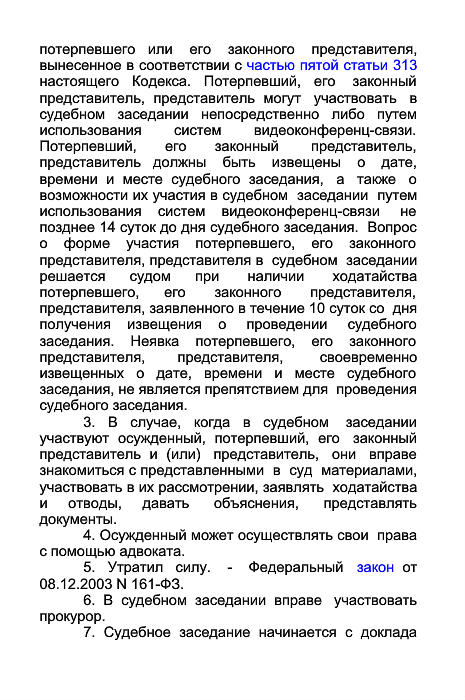 потерпевшего или его законного представителя,
вынесенное в соответствии с частью пятой статьи 313
настоящего Кодекса. Потерпевший, его законный
представитель, представитель могут участвовать в
судебном заседании непосредственно либо путем
использования систем видеоконференц-связи.
Потерпевший, его законный представитель,
представитель должны быть извещены о дате,
времени и месте судебного заседания, а также о
возможности их участия в судебном заседании путем
использования систем видеоконференц-связи не
позднее 14 суток до дня судебного заседания. Вопрос
о форме участия потерпевшего, его законного
представителя, представителя в судебном заседании
решается судом при наличии ходатайства
потерпевшего, его законного представителя,
представителя, заявленного в течение 10 суток со дня
получения извещения о проведении судебного
заседания. Неявка потерпевшего, его законного
представителя, представителя, своевременно
извещенных о дате, времени и месте судебного
заседания, не является препятствием для проведения
судебного заседания.
3. В случае, когда в судебном заседании
участвуют осужденный, потерпевший, его законный
представитель и (или) представитель, они вправе
знакомиться с представленными в суд материалами,
участвовать в их рассмотрении, заявлять ходатайства
и отводы, давать объяснения, представлять
документы.
4. Осужденный может осуществлять свои права
с помощью адвоката.
5. Утратил силу. - Федеральный закон от
08.12.2003 N 161-ФЗ.
6. В судебном заседании вправе участвовать
прокурор.
7. Судебное заседание начинается с доклада